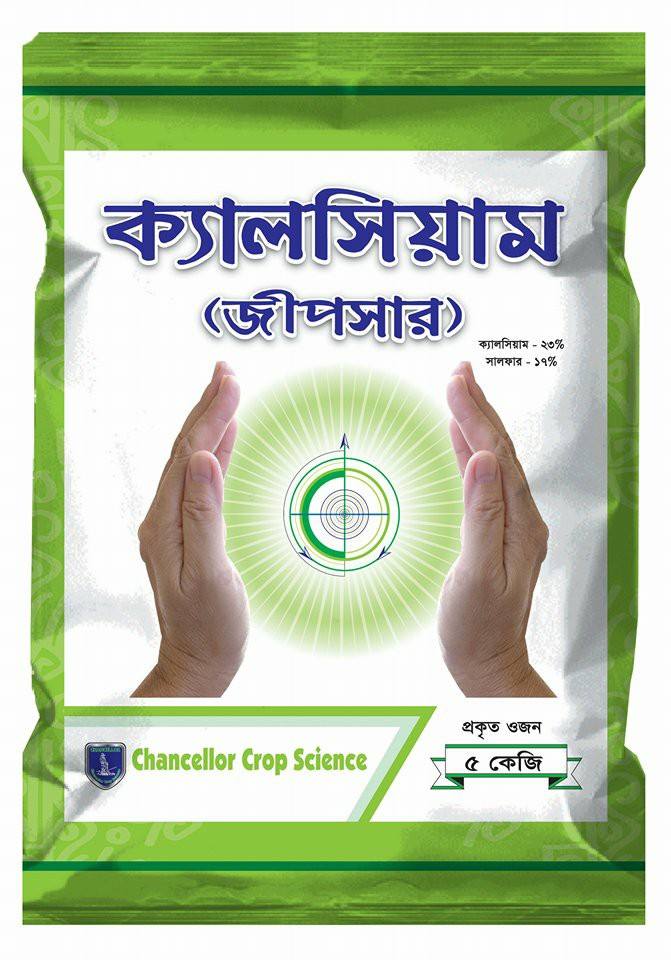 ক্যালসিয়াম
(জীপসার)
ক্যালসিয়াম - ২৩%
সালফার - ১৭%
Chancellor Crop Science
প্রকৃত ওজন
৫ কেজি